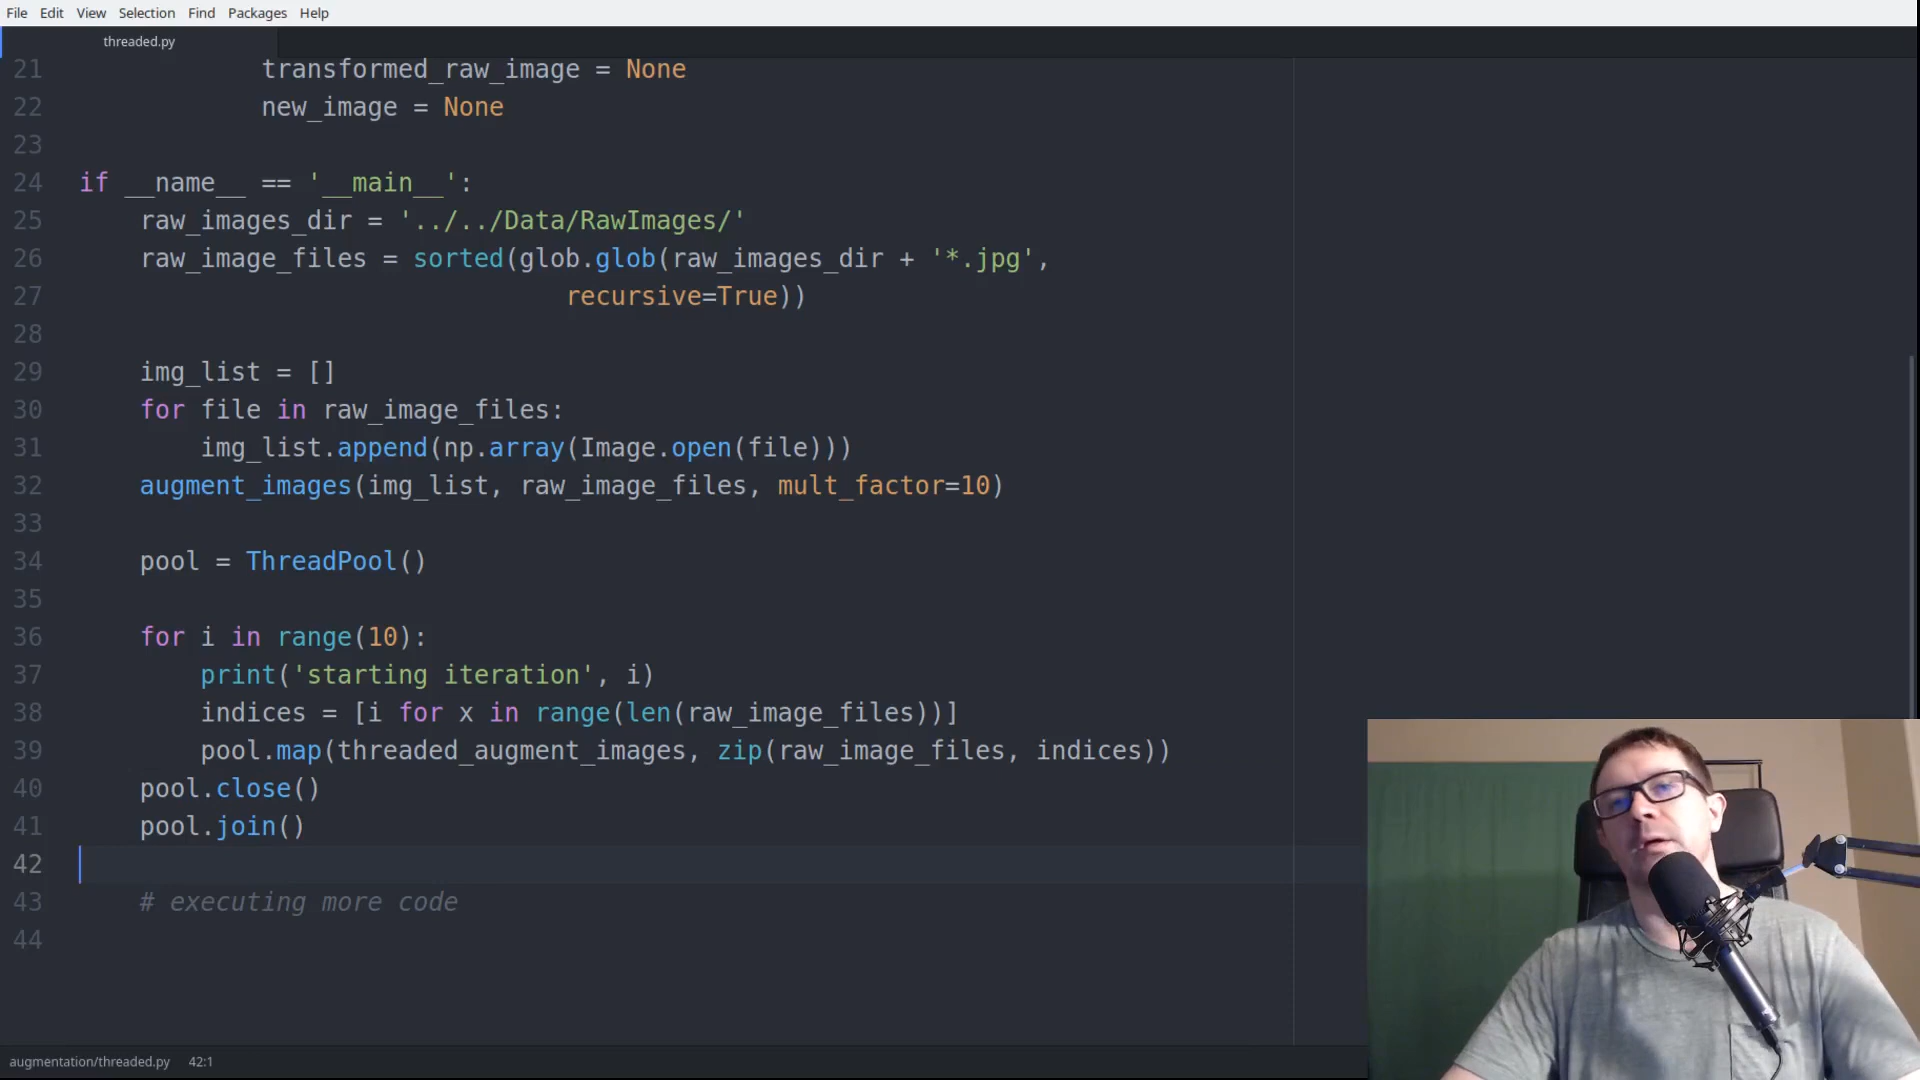 File Edit View Selection Find Packages Help
threaded.py
21 transformed_raw_image = None
22 new_image = None
23
24 if __name__ == '__main__':
25 raw_images_dir = '../../Data/RawImages/'
26 raw_image_files = sorted(glob.glob(raw_images_dir + '*.jpg',
27 recursive=True))
28
29 img_list = []
30 for file in raw_image_files:
31 img_list.append(np.array(Image.open(file)))
32 augment_images(img_list, raw_image_files, mult_factor=10)
33
34 pool = ThreadPool()
35
36 for i in range(10):
37 print('starting iteration', i)
38 indices = [i for x in range(len(raw_image_files))]
39 pool.map(threaded_augment_images, zip(raw_image_files, indices))
40 pool.close()
41 pool.join()
42
43 # executing more code
44
augmentation/threaded.py 42:1